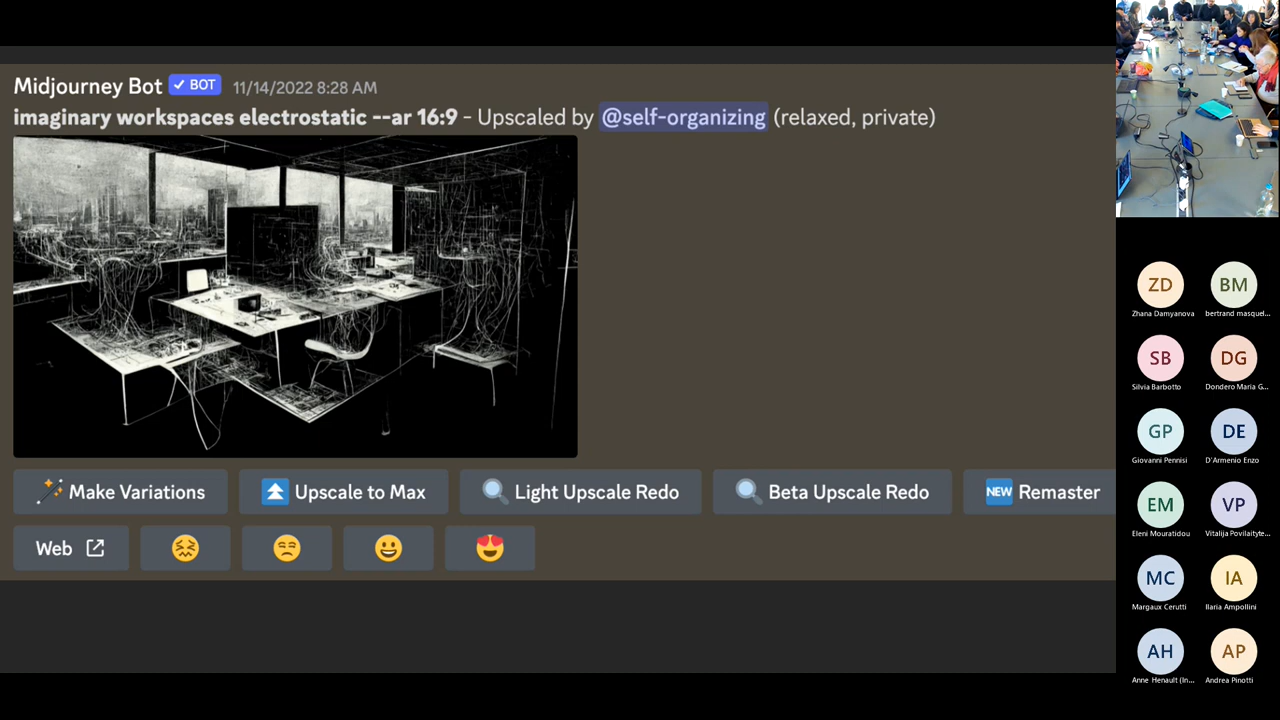 Midjourney Bot ✓ BOT 11/14/2022 8:28 AM
imaginary workspaces electrostatic --ar 16:9 - Upscaled by @self-organizing (relaxed, private)
Make Variations
Upscale to Max
Light Upscale Redo
Beta Upscale Redo
NEW Remaster
Web
ZD
BM
Zhana Damyanova
bertrand masquel...
SB
DG
Silvia Barbotto
Dondero Maria G...
GP
DE
Giovanni Pennisi
D'Armenio Enzo
EM
VP
Eleni Mouratidou
Vitalija Povilaityte...
MC
IA
Margaux Cerutti
Ilaria Ampollini
AH
AP
Anne Henault (In...
Andrea Pinotti